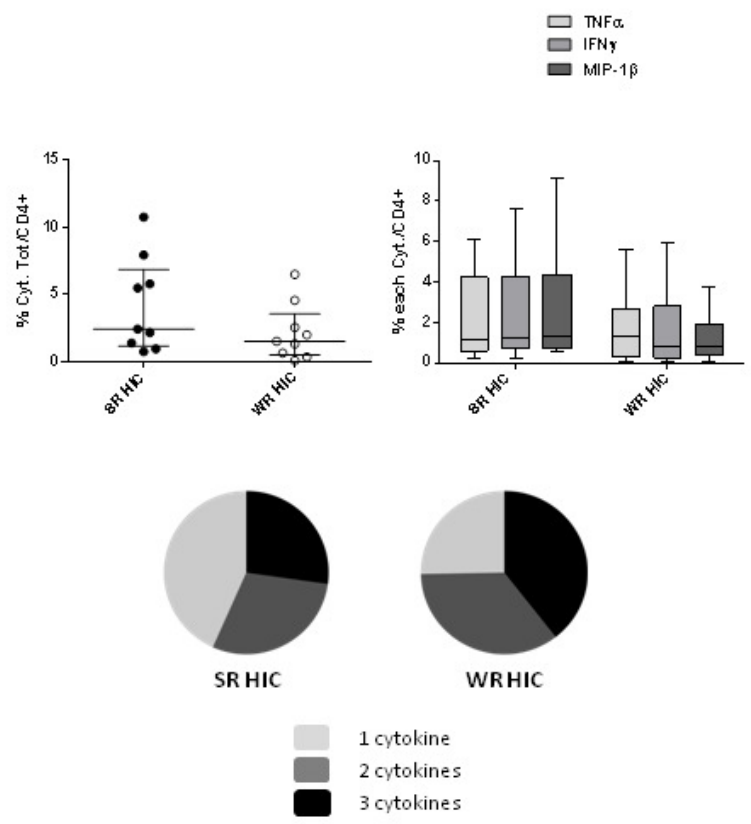 TNFα
IFNγ
MIP-1β
% Cyt. Tot./CD4+
15
10
5
0
SR HIC
WR HIC
% each Cyt./CD4+
10
8
6
4
2
0
SR HIC
WR HIC
SR HIC
WR HIC
1 cytokine
2 cytokines
3 cytokines